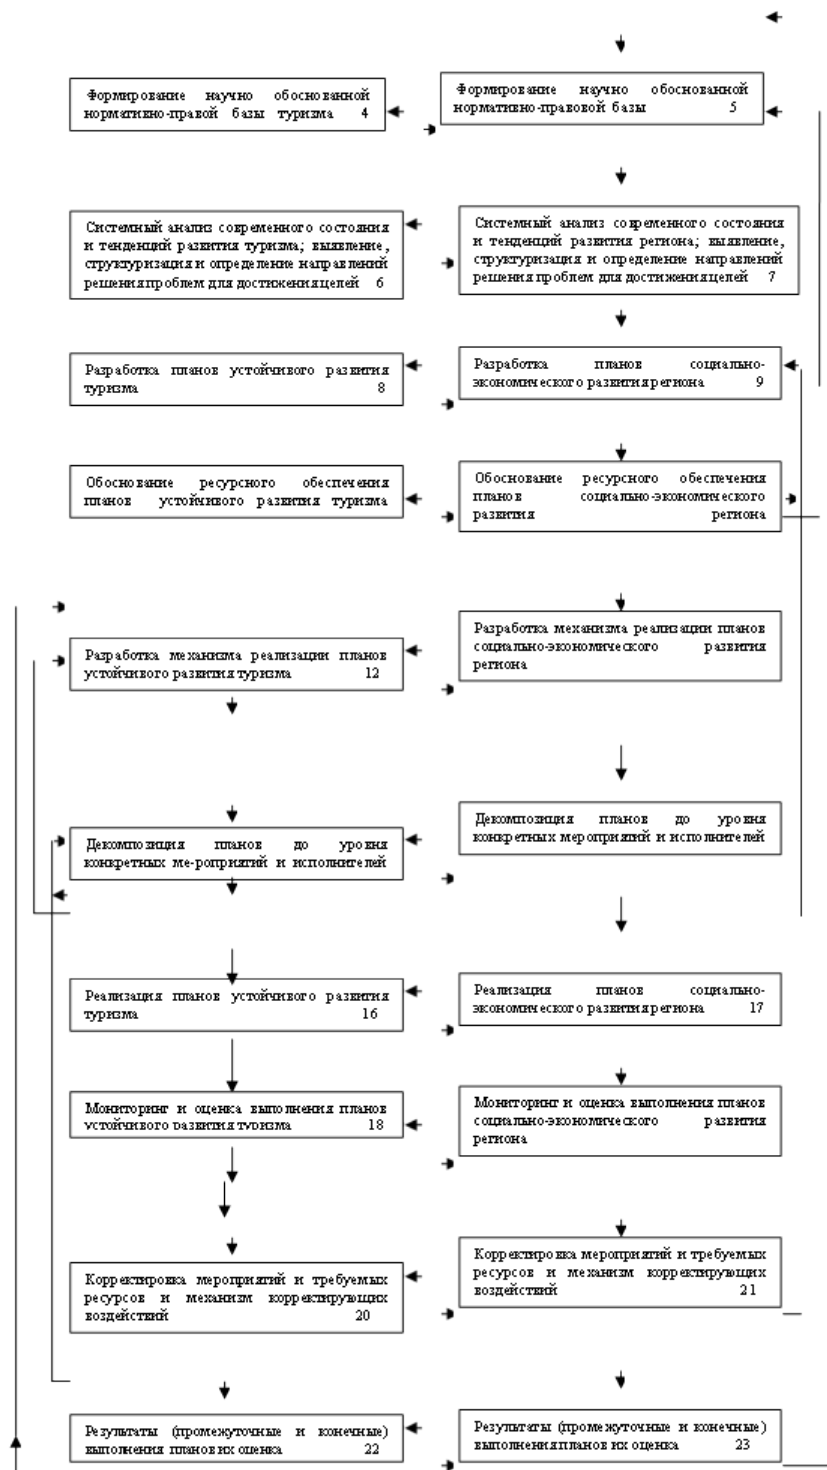 Формирование научно обоснованной
нормативно-правой базы туризма 4
Формирование научно обоснованной
нормативно-правовой базы 5
Системный анализ современного состояния
и тенденций развития туризма; выявление,
структуризация и определение направлений
решения проблем для достижения целей 6
Системный анализ современного состояния
и тенденций развития региона; выявление,
структуризация и определение направлений
решения проблем для достижения целей 7
Разработка планов устойчивого развития
туризма 8
Разработка планов социально-
экономического развития региона 9
Обоснование ресурсного обеспечения
планов устойчивого развития туризма
Обоснование ресурсного обеспечения
планов социально-экономического
развития региона
Разработка механизма реализации планов
устойчивого развития туризма 12
Разработка механизма реализации планов
социально-экономического развития
региона
Декомпозиция планов до уровня
конкретных ме-роприятий и исполнителей
Декомпозиция планов до уровня
конкретных мероприятий и исполнителей
Реализация планов устойчивого развития
туризма 16
Реализация планов социально-
экономического развития региона 17
Мониторинг и оценка выполнения планов
устойчивого развития туризма 18
Мониторинг и оценка выполнения планов
социально-экономического развития
региона
Корректировка мероприятий и требуемых
ресурсов и механизм корректирующих
воздействий 20
Корректировка мероприятий и требуемых
ресурсов и механизм корректирующих
воздействий 21
Результаты (промежуточные и конечные)
выполнения планов их оценка 22
Результаты (промежуточные и конечные)
выполнения планов их оценка 23